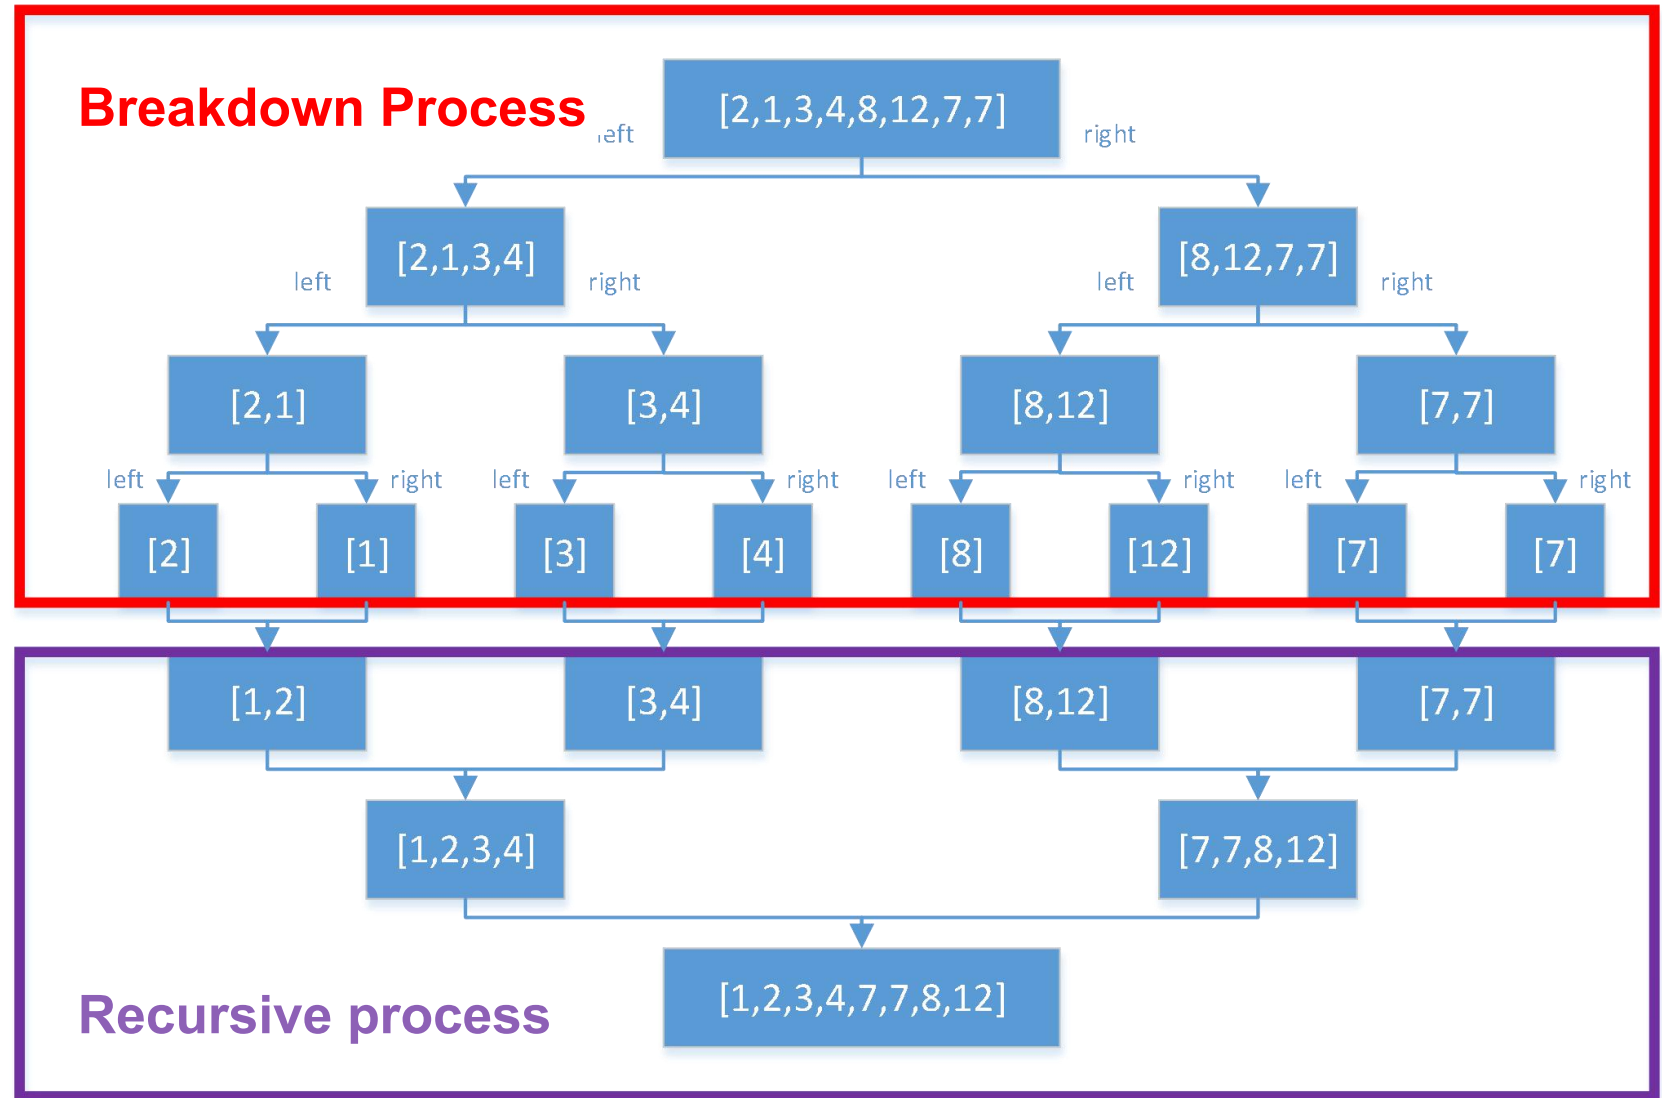 Breakdown Process
[2,1,3,4,8,12,7,7]
left right
[2,1,3,4] [8,12,7,7]
left right left right
[2,1] [3,4] [8,12] [7,7]
left right left right left right left right
[2] [1] [3] [4] [8] [12] [7] [7]
[1,2] [3,4] [8,12] [7,7]
[1,2,3,4] [7,7,8,12]
[1,2,3,4,7,7,8,12]
Recursive process